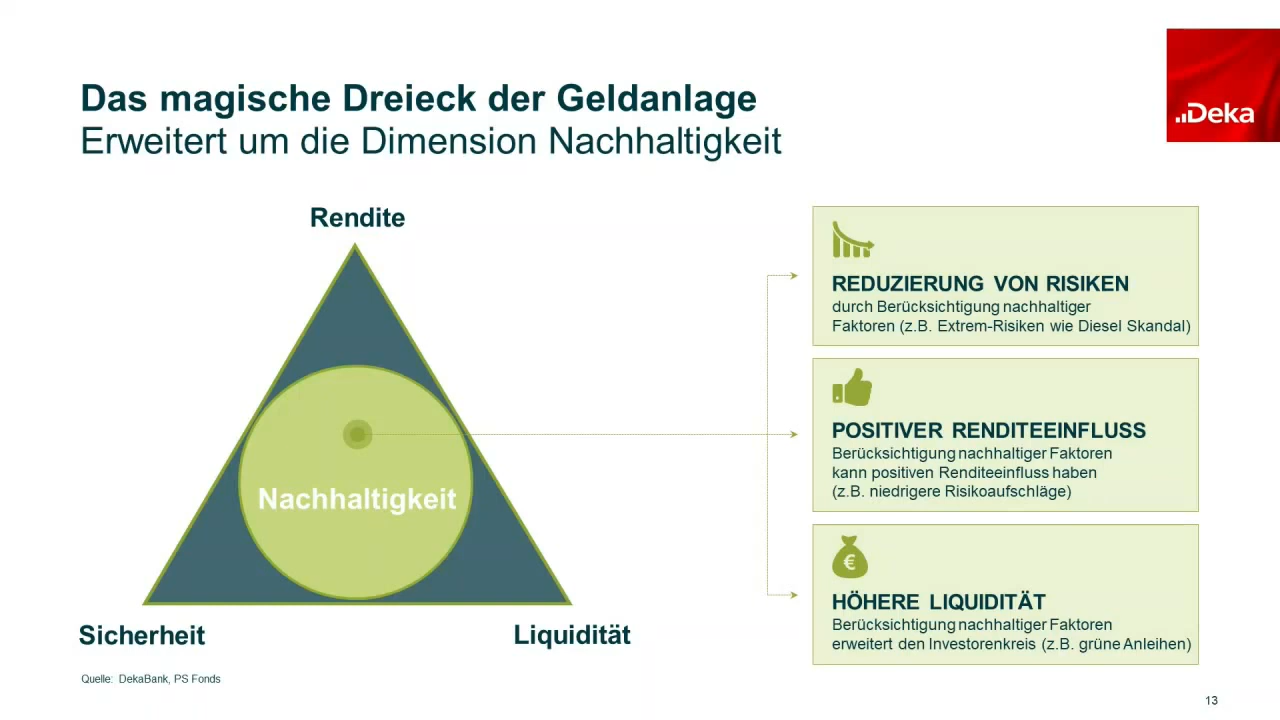 Das magische Dreieck der Geldanlage
Erweitert um die Dimension Nachhaltigkeit
Deka
Rendite
Nachhaltigkeit
Sicherheit
Liquidität
REDUZIERUNG VON RISIKEN
durch Berücksichtigung nachhaltiger
Faktoren (z.B. Extrem-Risiken wie Diesel Skandal)
POSITIVER RENDITEEINFLUSS
Berücksichtigung nachhaltiger Faktoren
kann positiven Renditeeinfluss haben
(z.B. niedrigere Risikoaufschläge)
€
HÖHERE LIQUIDITÄT
Berücksichtigung nachhaltiger Faktoren
erweitert den Investorenkreis (z.B. grüne Anleihen)
Quelle: DekaBank, PS Fonds
13